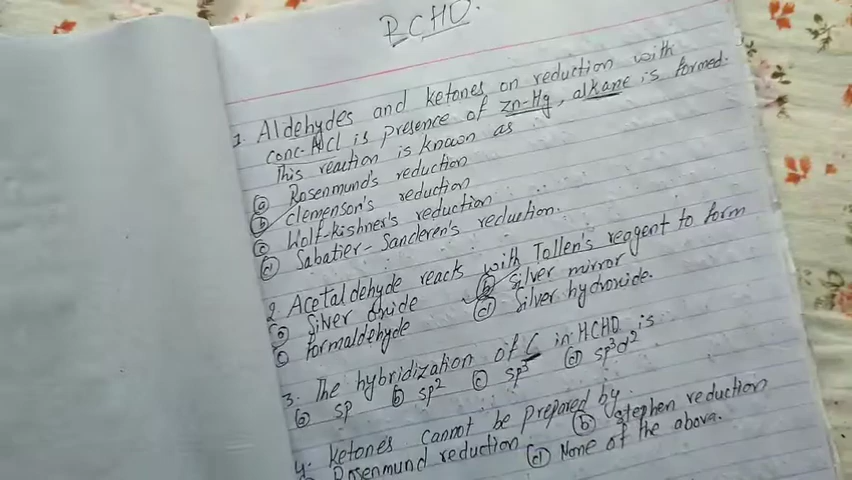 RCHO.
1. Aldehydes and ketones on reduction with
conc. HCl is presence of zn-Hg, alkane is formed.
This reaction is known as
(a) Rosenmund's reduction
(b) Clemenson's reduction
(c) Wolf-kishner's reduction
(d) Sabatier-Sanderen's reduction.
2 Acetaldehyde reacts with Tollen's reagent to form
(a) Silver oxide (b) Silver mirror
(c) formaldehyde (d) Silver hydroxide.
3. The hybridization of C in HCHO is
(a) sp (b) sp² (c) sp³ (d) sp³d²
4. ketones cannot be prepared by
Rosenmund reduction (b) stephen reduction
(d) None of the above.